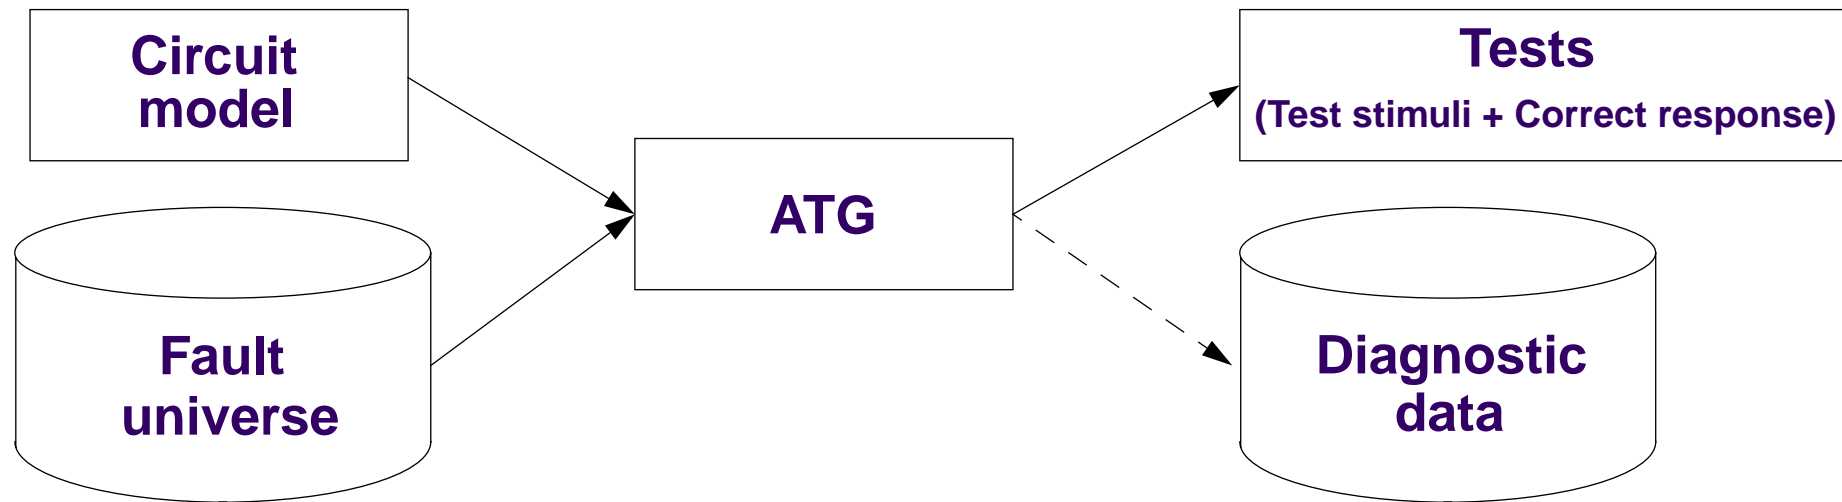 Circuit
model
Fault
universe
ATG
Tests
(Test stimuli + Correct response)
Diagnostic
data